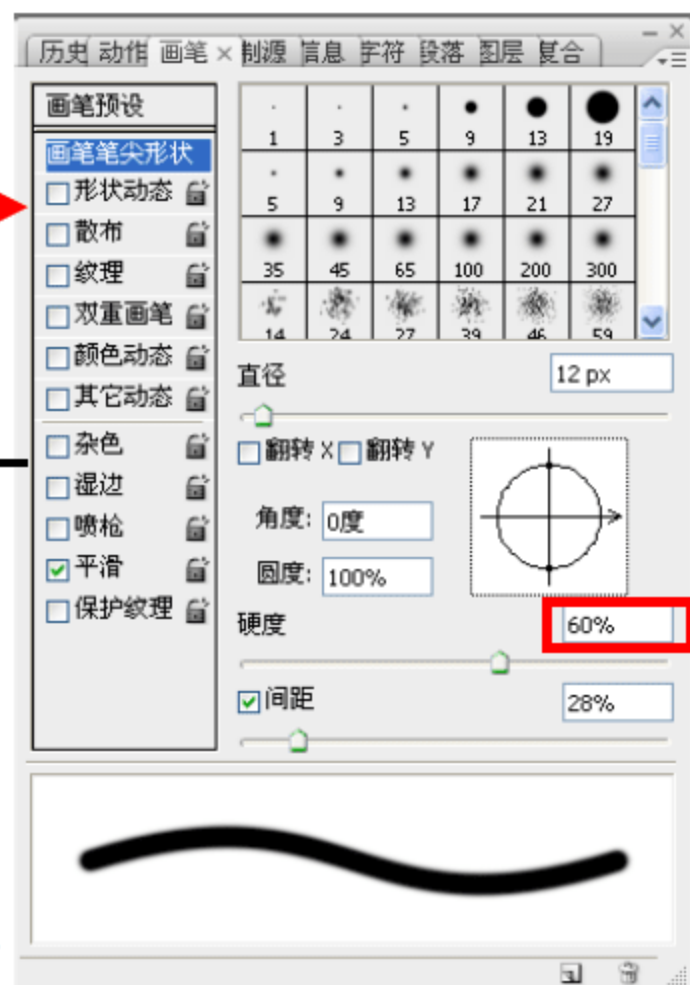 历史 动作 画笔 × 制源 信息 字符 段落 图层 复合
画笔预设
画笔笔尖形状
形状动态
散布
纹理
双重画笔
颜色动态
其它动态
杂色
湿边
喷枪
平滑
保护纹理
1 3 5 9 13 19
5 9 13 17 21 27
35 45 65 100 200 300
14 24 27 39 46 59
直径 12 px
翻转 X 翻转 Y
角度: 0度
圆度: 100%
硬度 60%
间距 28%